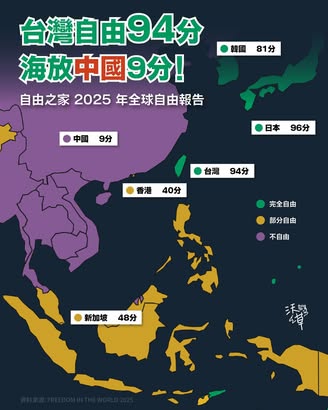 台灣自由94分
海放中國9分!
自由之家 2025 年全球自由報告
韓國 81分
日本 96分
中國 9分
台灣 94分
香港 40分
完全自由
部分自由
不自由
新加坡 48分
資料來源: FREEDOM IN THE WORLD 2025